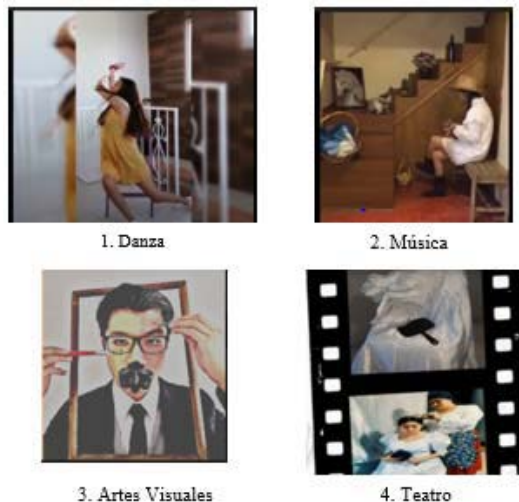 1. Danza
2. Música
3. Artes Visuales
4. Teatro